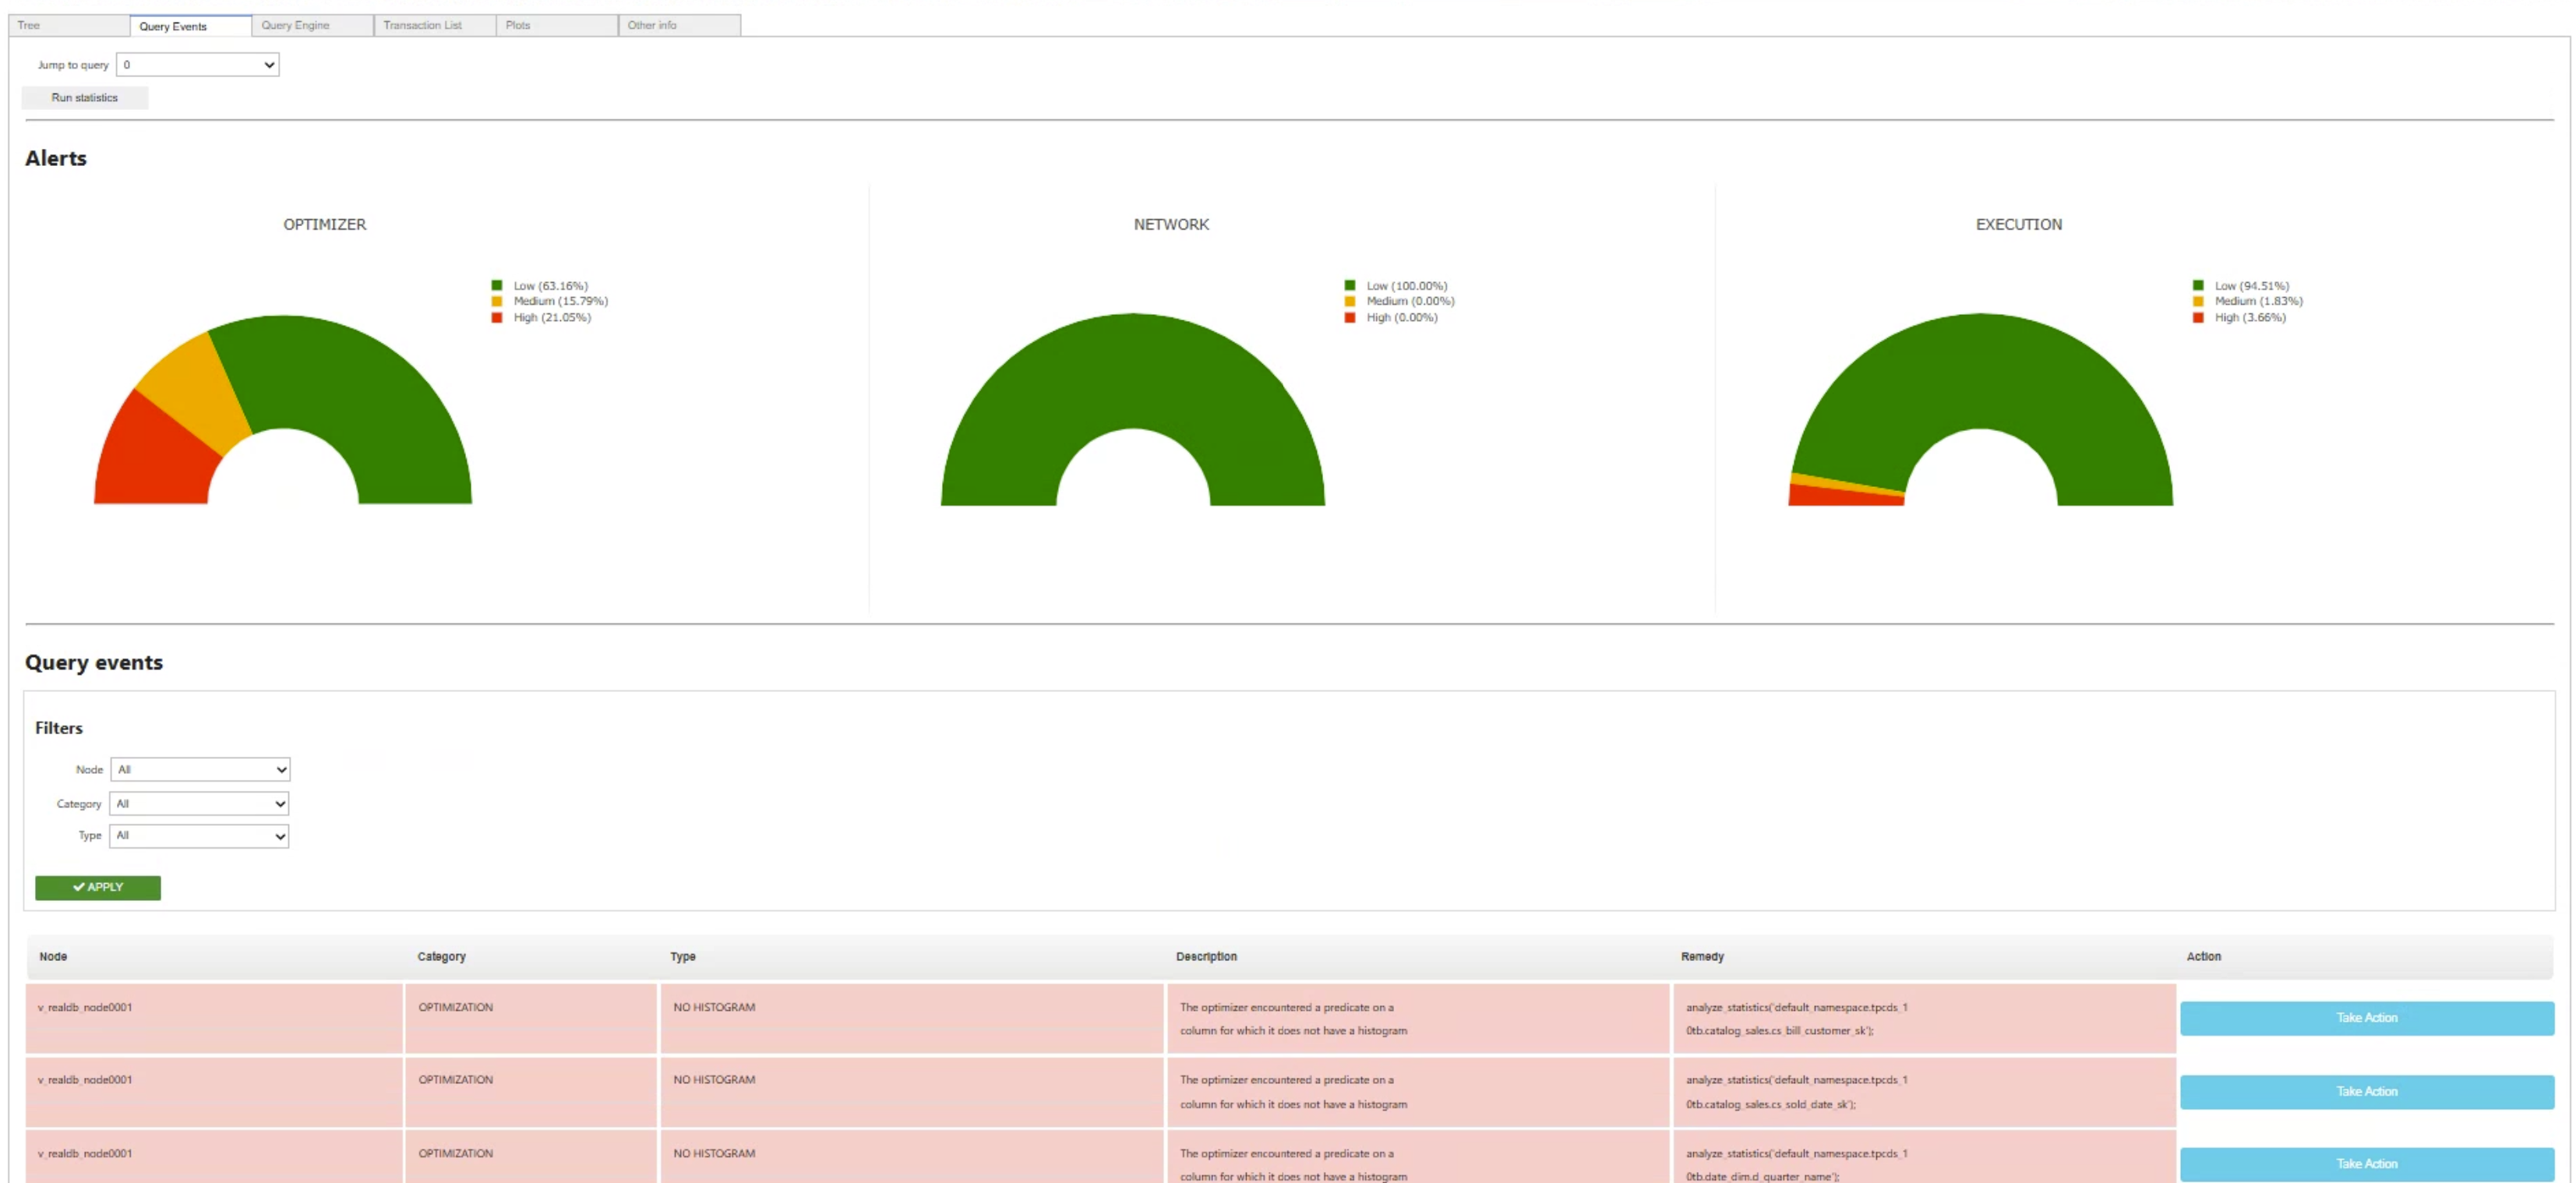 Tree Query Events Query Engine Transaction List Plots Other info
Jump to query 0
Run statistics
Alerts
OPTIMIZER
Low (63.16%)
Medium (15.79%)
High (21.05%)
NETWORK
Low (100.00%)
Medium (0.00%)
High (0.00%)
EXECUTION
Low (94.51%)
Medium (1.83%)
High (3.66%)
Query events
Filters
Node All
Category All
Type All
APPLY
Node Category Type Description Remedy Action
v_realdb_node0001 OPTIMIZATION NO HISTOGRAM The optimizer encountered a predicate on a analyze_statistics('default_namespace.tpcds_1 Take Action
column for which it does not have a histogram 0tb.catalog_sales.cs_bill_customer_sk');
v_realdb_node0001 OPTIMIZATION NO HISTOGRAM The optimizer encountered a predicate on a analyze_statistics('default_namespace.tpcds_1 Take Action
column for which it does not have a histogram 0tb.catalog_sales.cs_sold_date_sk');
v_realdb_node0001 OPTIMIZATION NO HISTOGRAM The optimizer encountered a predicate on a analyze_statistics('default_namespace.tpcds_1 Take Action
column for which it does not have a histogram 0tb.date_dim.d_quarter_name');